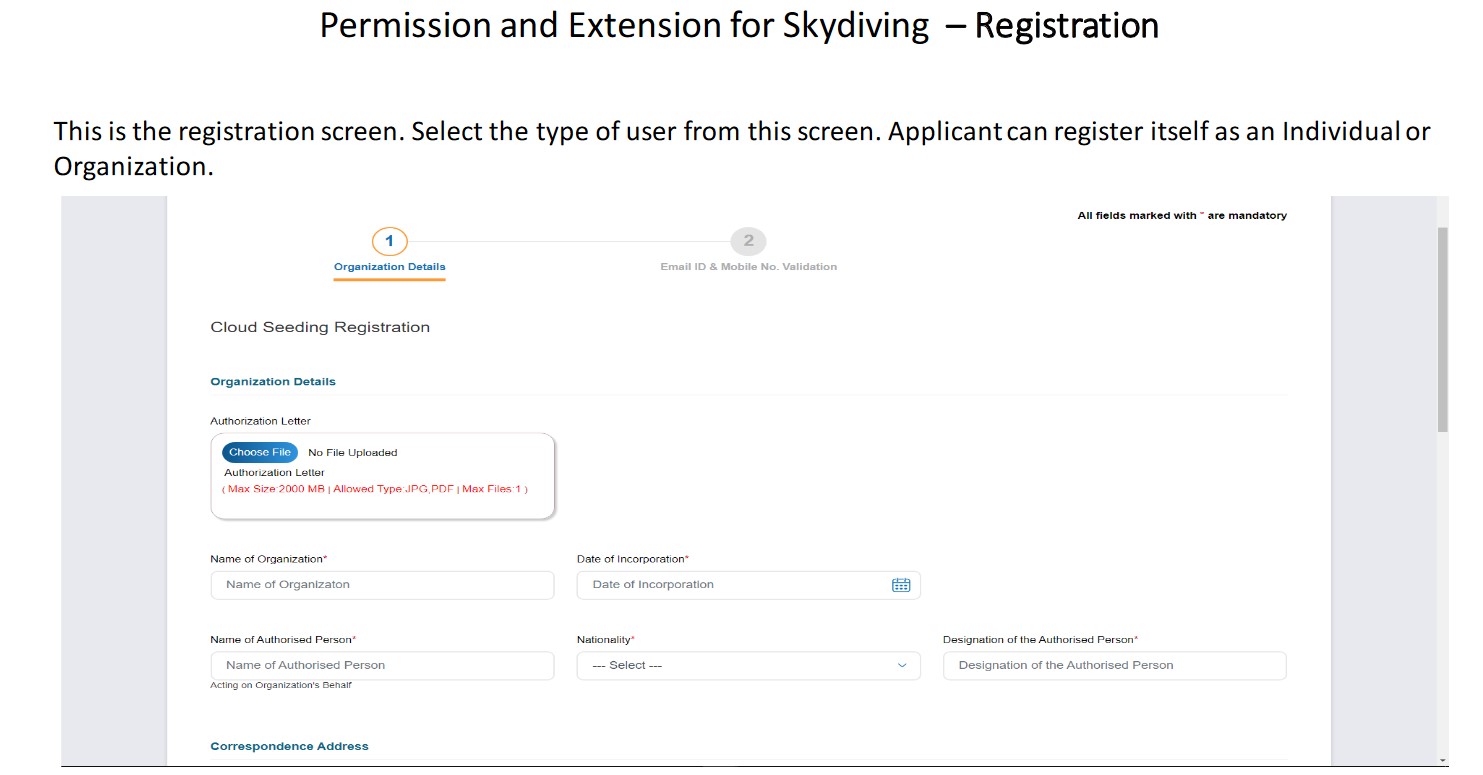 Permission and Extension for Skydiving – Registration
This is the registration screen. Select the type of user from this screen. Applicant can register itself as an Individual or
Organization.
All fields marked with * are mandatory
1
2
Organization Details
Email ID & Mobile No. Validation
Cloud Seeding Registration
Organization Details
Authorization Letter
Choose File No File Uploaded
Authorization Letter
( Max Size:2000 MB | Allowed Type:JPG,PDF | Max Files:1 )
Name of Organization* Date of Incorporation*
Name of Organizaton Date of Incorporation
Name of Authorised Person* Nationality* Designation of the Authorised Person*
Name of Authorised Person --- Select --- Designation of the Authorised Person
Acting on Organization's Behalf
Correspondence Address